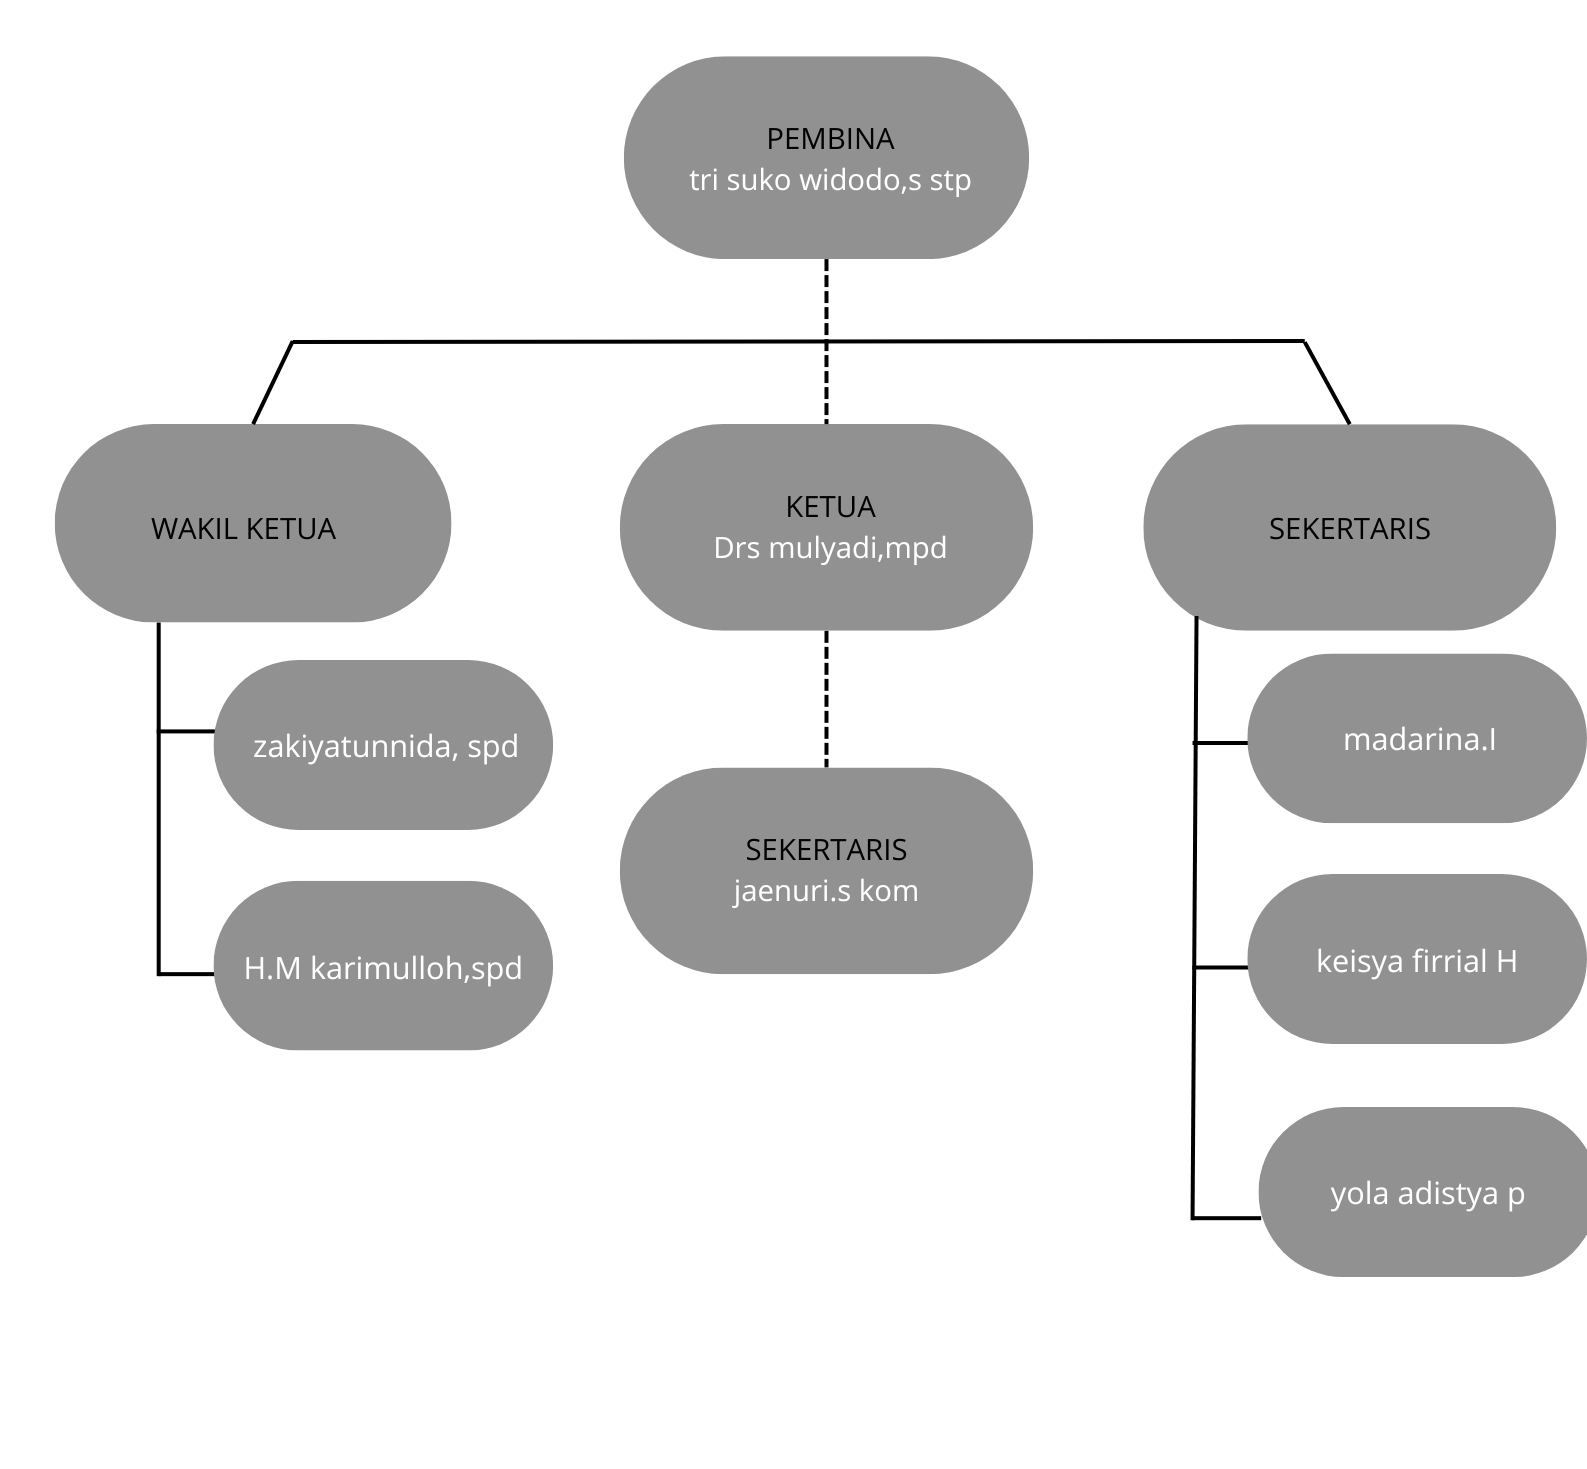 PEMBINA
tri suko widodo,s stp
WAKIL KETUA
KETUA
Drs mulyadi,mpd
SEKERTARIS
zakiyatunnida, spd
H.M karimulloh,spd
SEKERTARIS
jaenuri.s kom
madarina.l
keisya firrial H
yola adistya p